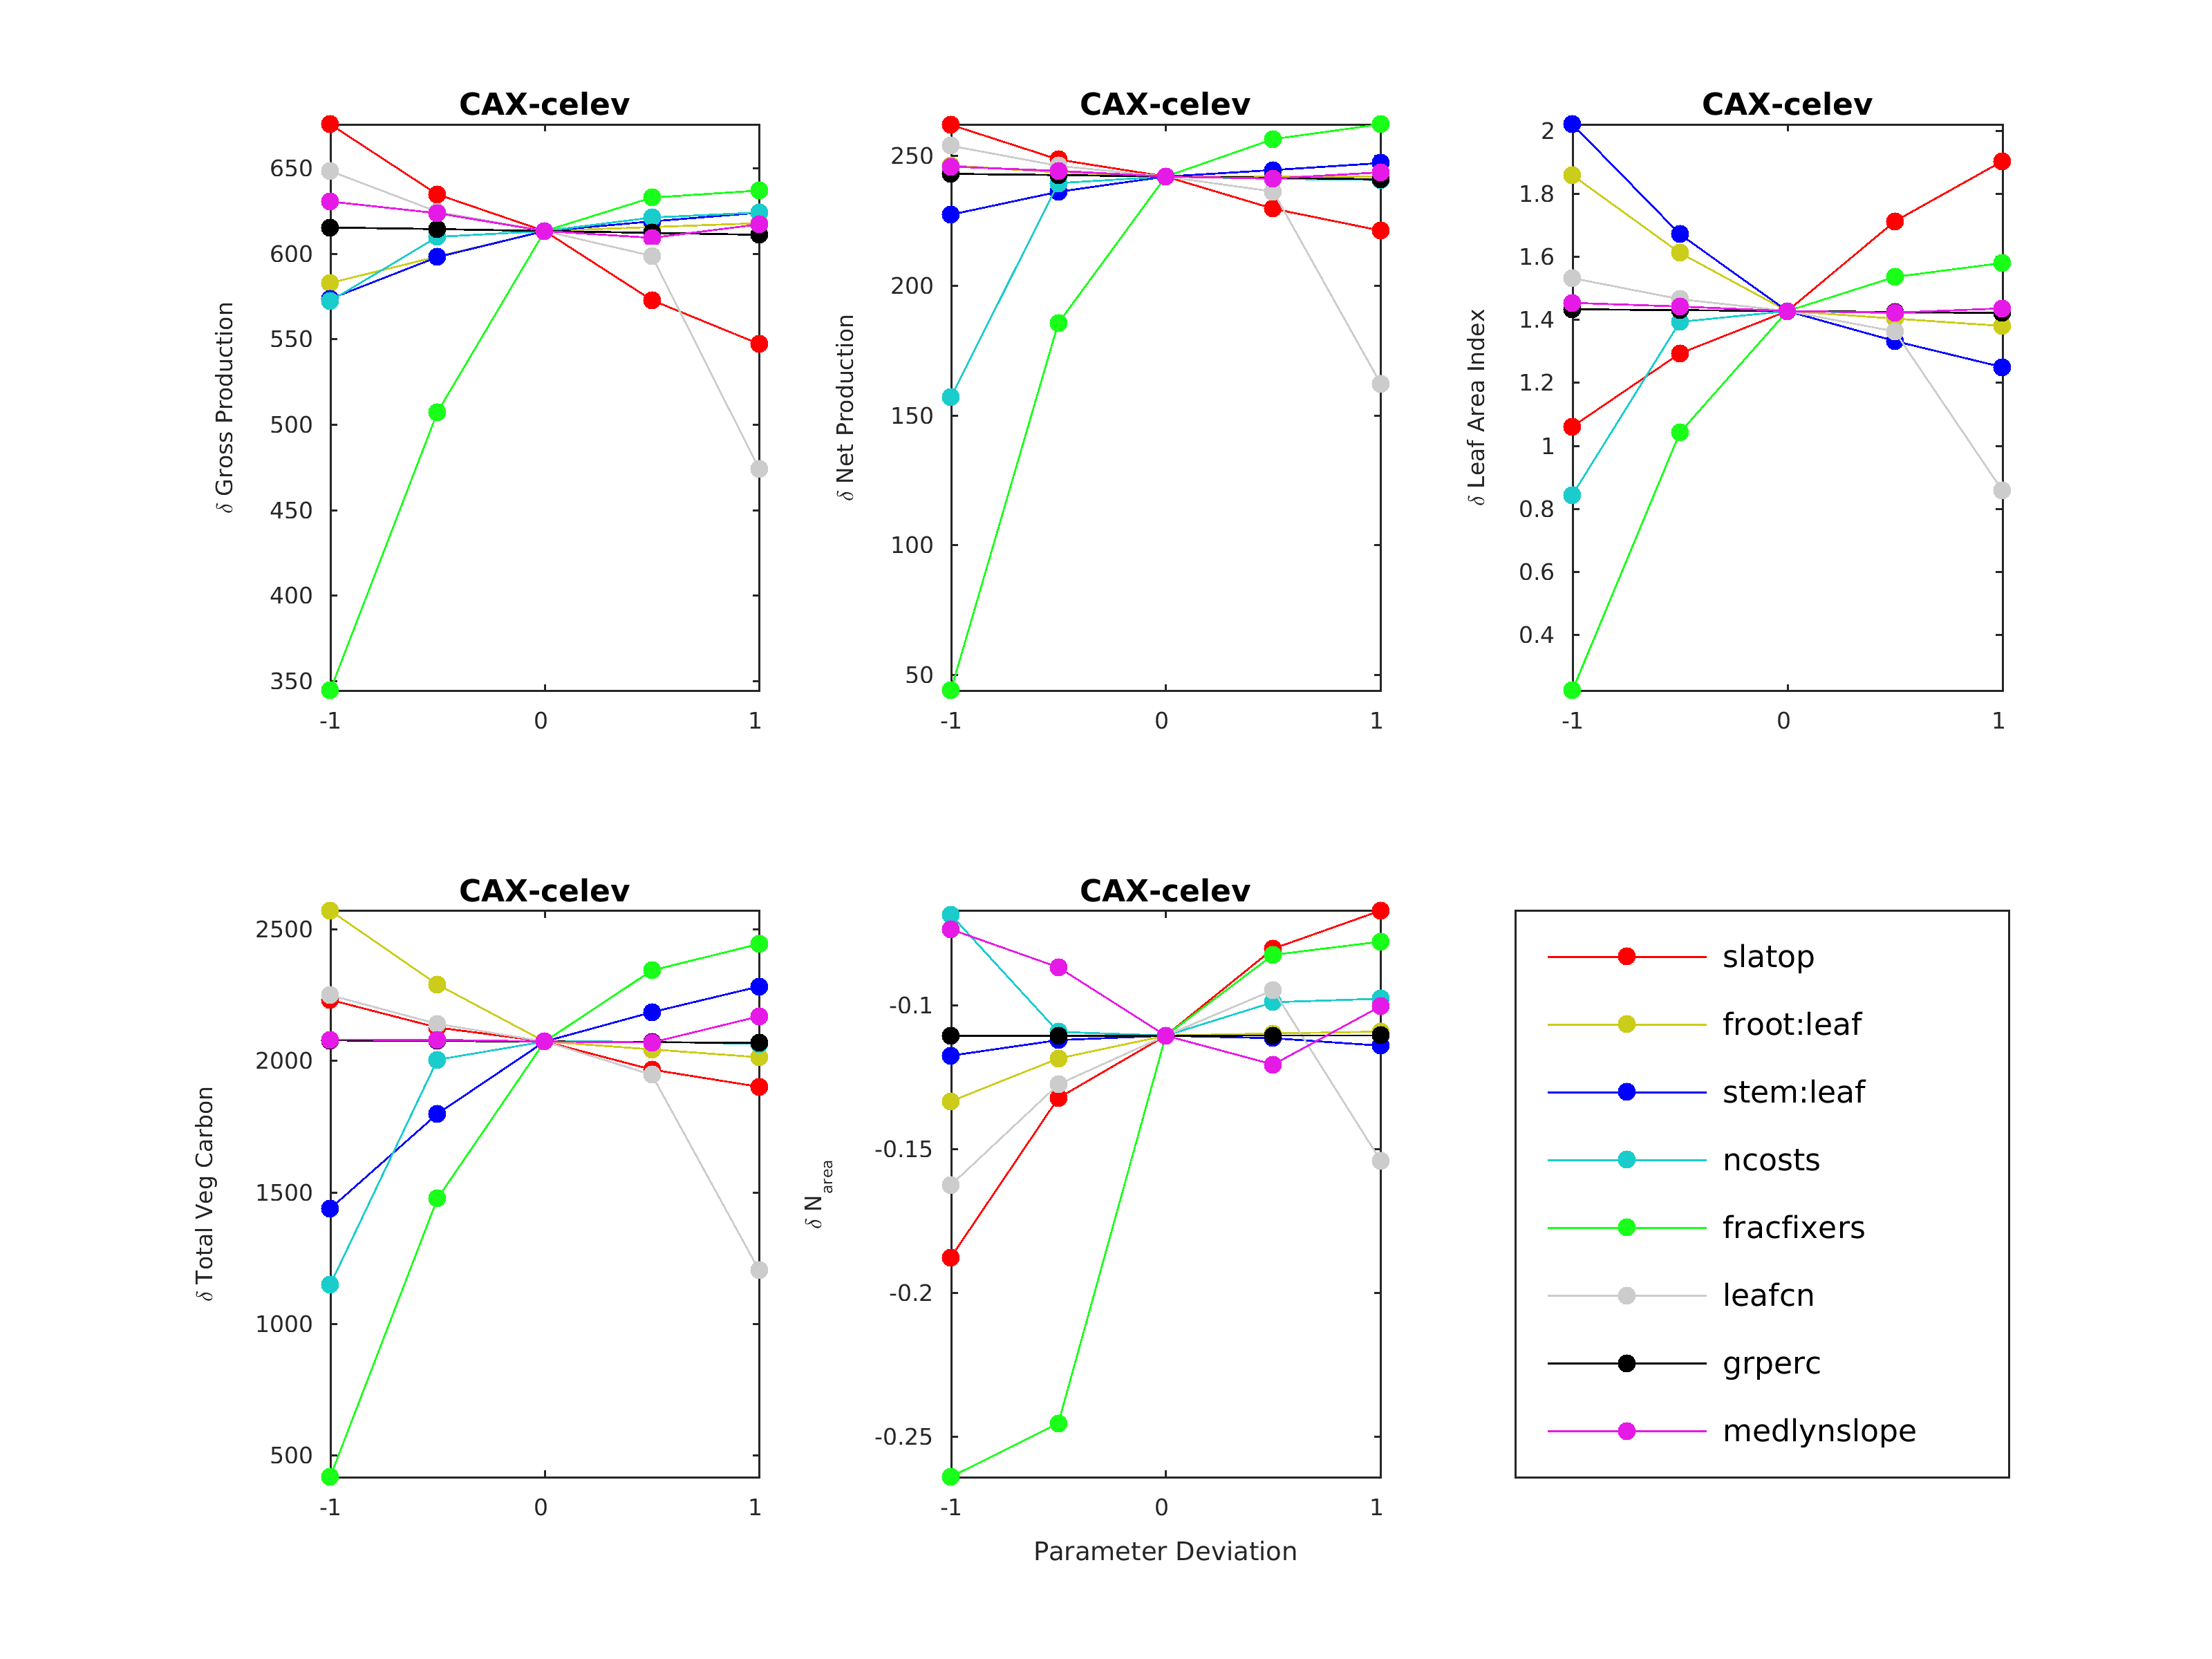 CAX-celev
CAX-celev
CAX-celev
δ Gross Production
650
600
550
500
450
400
350
-1 0 1
δ Net Production
250
200
150
100
50
-1 0 1
δ Leaf Area Index
2
1.8
1.6
1.4
1.2
1
0.8
0.6
0.4
-1 0 1
CAX-celev
CAX-celev
δ Total Veg Carbon
2500
2000
1500
1000
500
-1 0 1
δ N_area
-0.1
-0.15
-0.2
-0.25
-1 0 1
Parameter Deviation
slatop
froot:leaf
stem:leaf
ncosts
fracfixers
leafcn
grperc
medlynslope